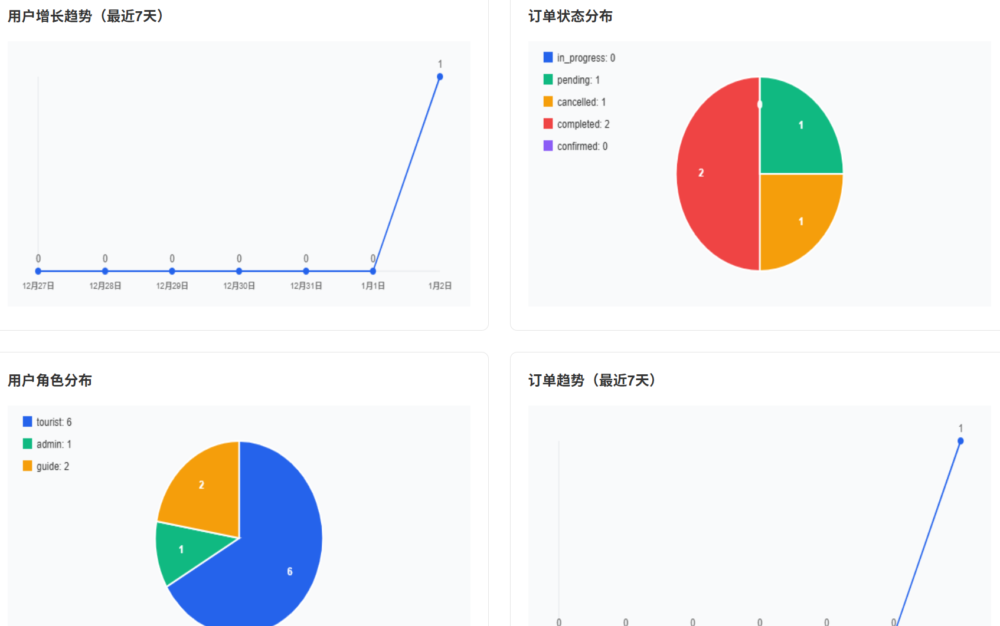 用户增长趋势（最近7天）
1
0
0
0
0
0
0
12月27日
12月28日
12月29日
12月30日
12月31日
1月1日
1月2日
订单状态分布
in_progress: 0
pending: 1
cancelled: 1
completed: 2
confirmed: 0
0
1
2
1
用户角色分布
tourist: 6
admin: 1
guide: 2
2
1
6
订单趋势（最近7天）
1
0
0
0
0
0
0